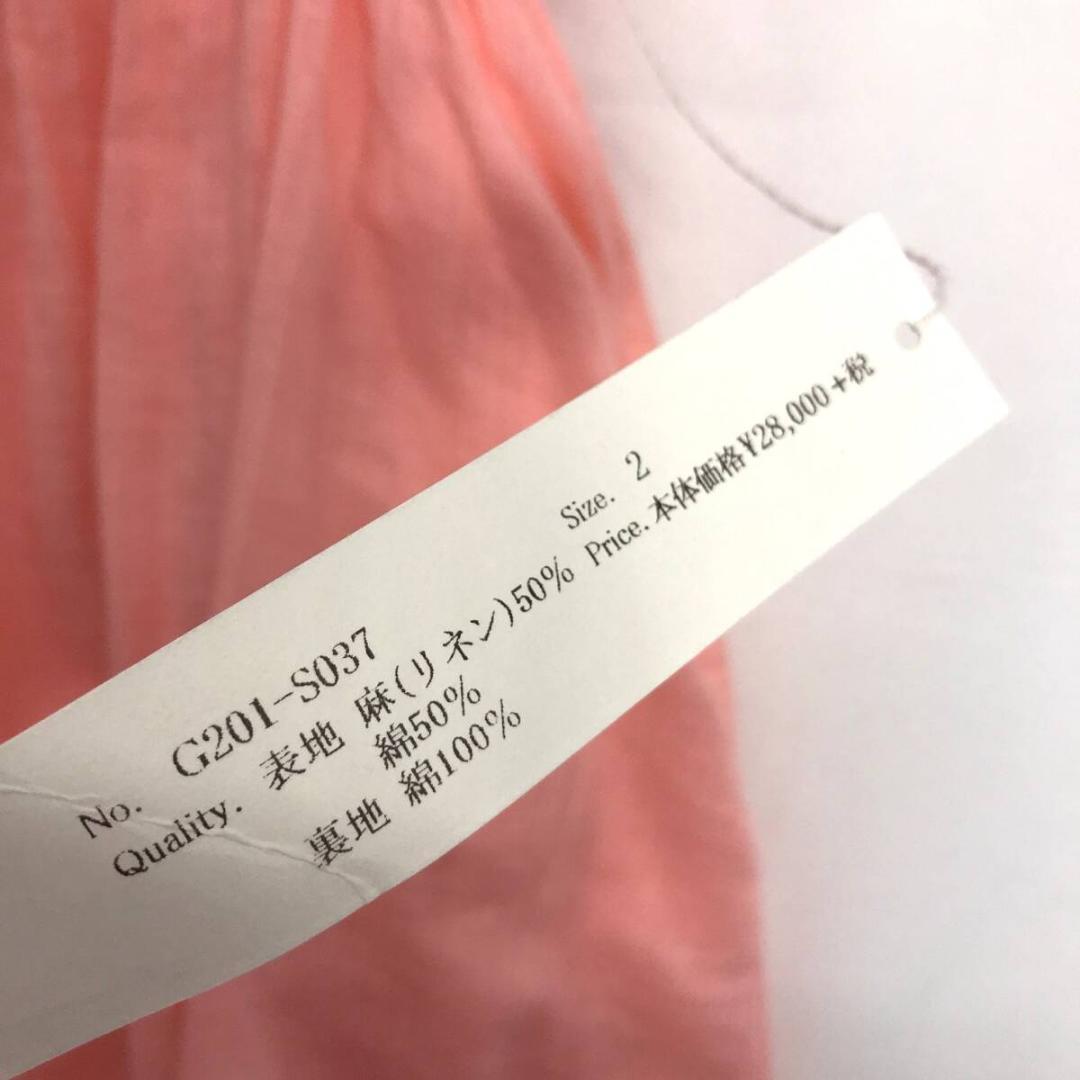 No. G201-S037
Size. 2
Quality. 表地 麻(リネン)50%
Price. 本体価格¥28,000+税
綿50%
裏地 綿100%